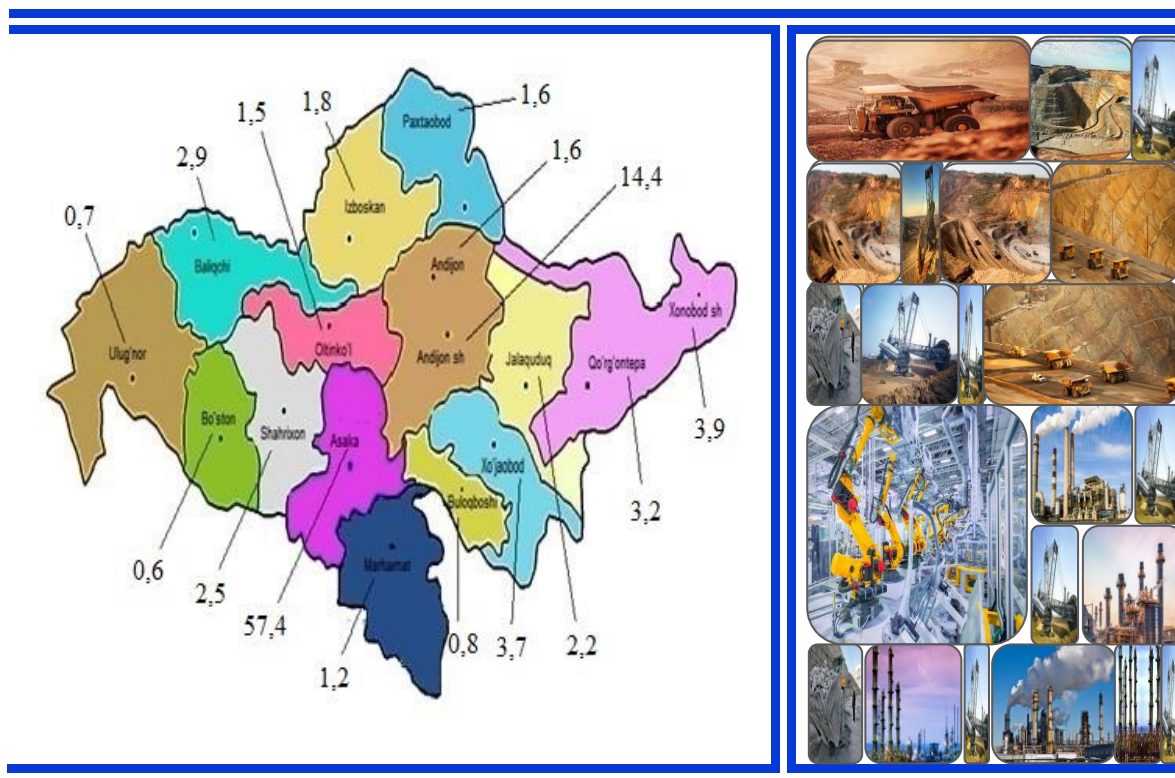 1,6
1,8
1,5
Paxtaobod
1,6
2,9
14,4
Izboskan
0,7
Baliqchi
Andijon
Xonobod sh
Ulug'nor
Oltinko'l
Andijon sh
Jalaquduq
Qo'rg'ontepa
Bo'ston
Shahrixon
Asaka
3,9
Xo'jaobod
Buloqboshi
3,2
Marhamat
0,6
2,5
57,4
0,8
3,7
2,2
1,2